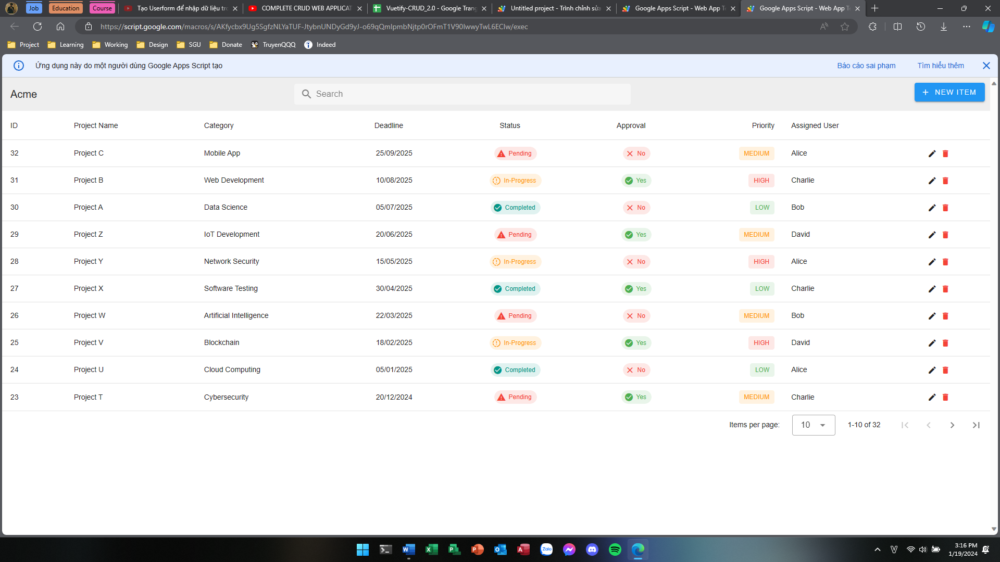 Job Education Course Tạo Userform để nhập dữ liệu tr COMPLETE CRUD WEB APPLICAT Vuetify-CRUD_2.0 - Google Trang Untitled project - Trình chỉnh sửa Google Apps Script - Web App T Google Apps Script - Web App T
Project Learning Working Design SGU Donate TruyenQQQ Indeed
Ứng dụng này do một người dùng Google Apps Script tạo Báo cáo sai phạm Tìm hiểu thêm
Acme Search + NEW ITEM
ID Project Name Category Deadline Status Approval Priority Assigned User
32 Project C Mobile App 25/09/2025 Pending No MEDIUM Alice
31 Project B Web Development 10/08/2025 In-Progress Yes HIGH Charlie
30 Project A Data Science 05/07/2025 Completed No LOW Bob
29 Project Z IoT Development 20/06/2025 Pending Yes MEDIUM David
28 Project Y Network Security 15/05/2025 In-Progress No HIGH Alice
27 Project X Software Testing 30/04/2025 Completed Yes LOW Charlie
26 Project W Artificial Intelligence 22/03/2025 Pending No MEDIUM Bob
25 Project V Blockchain 18/02/2025 In-Progress Yes HIGH David
24 Project U Cloud Computing 05/01/2025 Completed No LOW Alice
23 Project T Cybersecurity 20/12/2024 Pending Yes MEDIUM Charlie
Items per page: 10 1-10 of 32
Zalo
3:16 PM
1/19/2024